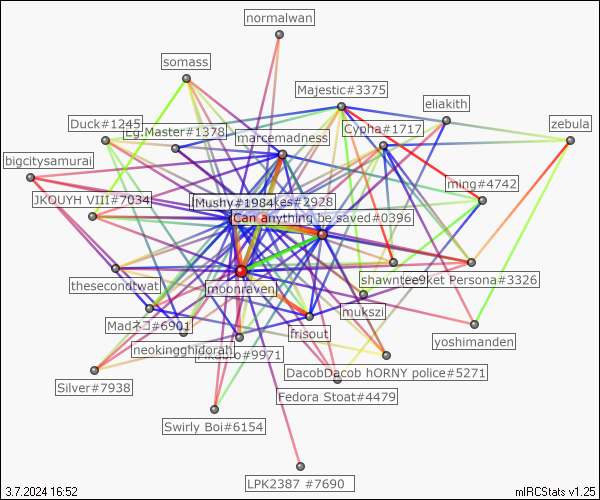 normalwan
somass
Majestic#3375
eliakith
Duck#1245
Eg.Master#1378
Cypha#1717
zebula
marcemadness
bigcitysamurai
ming#4742
JKQUYH VIII#7034
Mushy#1984
kes#2928
Can anything be saved#0396
thesecondtwat
moonraven
shawntee9
ket Persona#3326
mukszi
Madネコ#6901
frisout
yoshimanden
neokingghidorah
#9971
DacobDacob hORNY police#5271
Silver#7938
Fedora Stoat#4479
Swirly Boi#6154
LPK2387 #7690
3.7.2024 16:52
mIRCStats v1.25